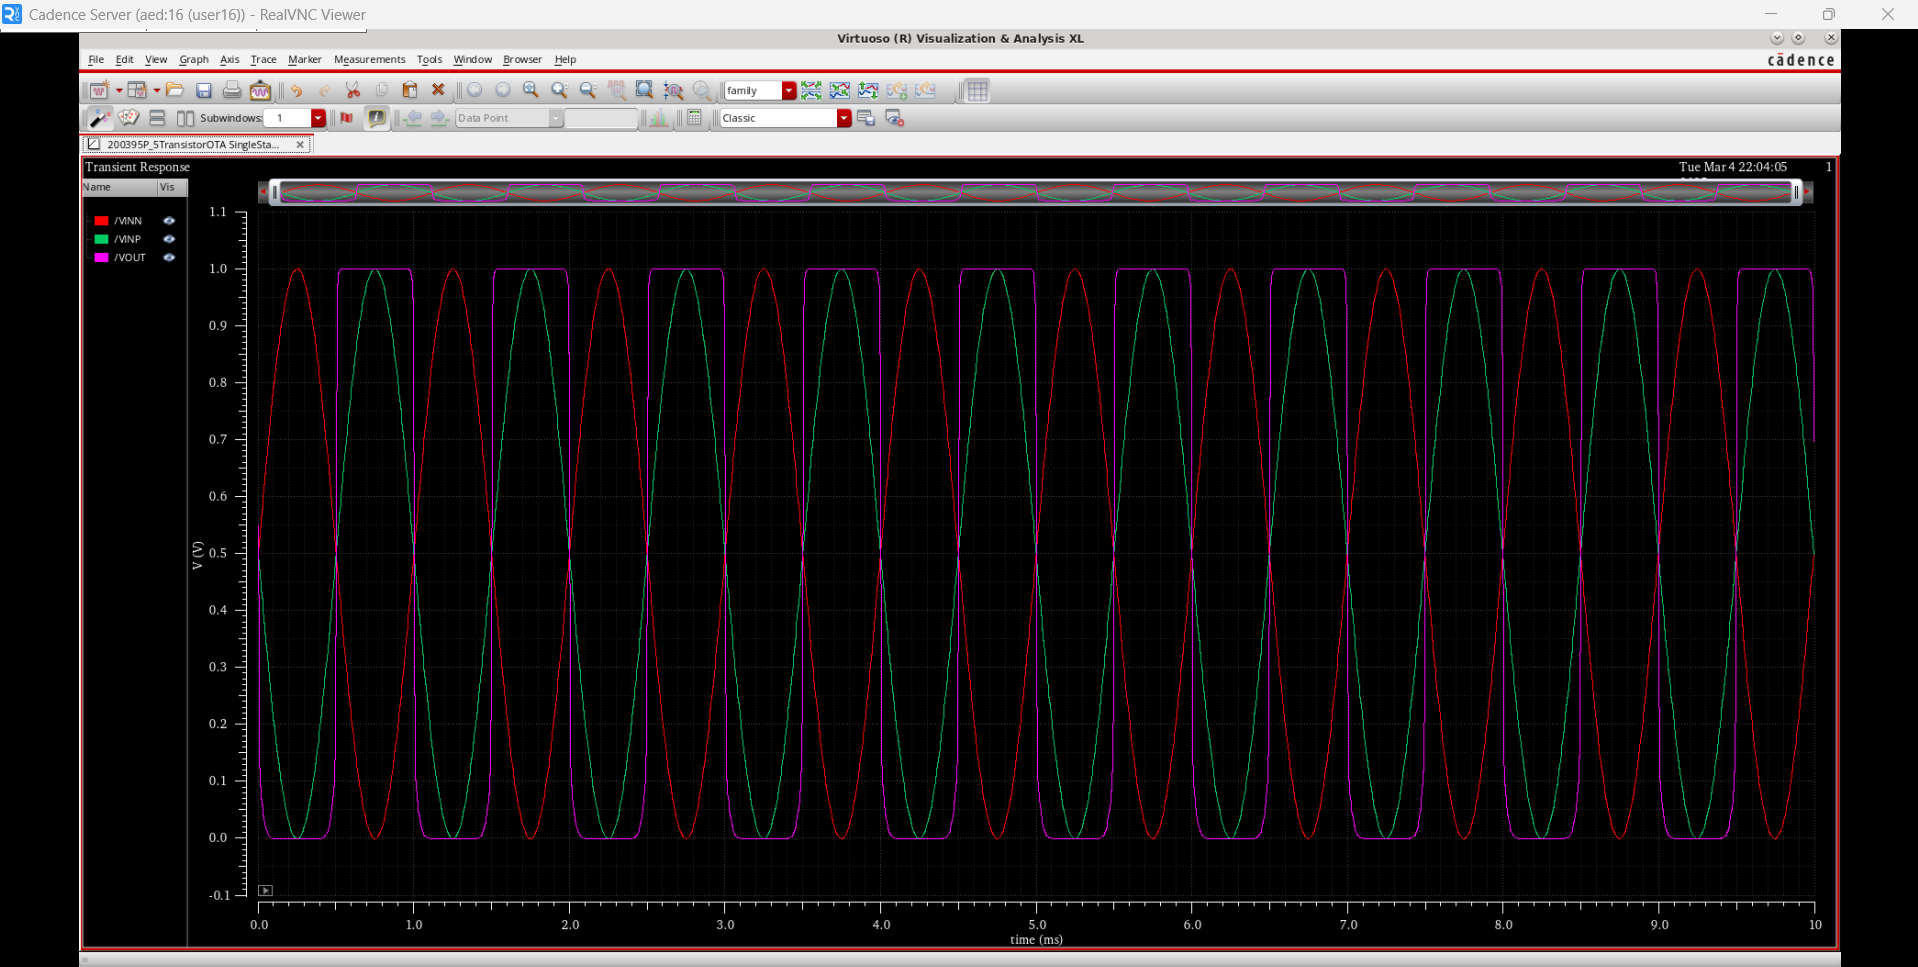 Cadence Server (aed:16 (user16)) - RealVNC Viewer
Virtuoso (R) Visualization & Analysis XL
File Edit View Graph Axis Trace Marker Measurements Tools Window Browser Help
cādence
family
Subwindows: 1
Data Point
Classic
200395P_5TransistorOTA SingleSta...
Transient Response
Tue Mar 4 22:04:05
1
Name Vis
/VINN
/VINP
/VOUT
1.1
1.0
0.9
0.8
0.7
0.6
0.5
0.4
0.3
0.2
0.1
0.0
-0.1
V (V)
0.0 1.0 2.0 3.0 4.0 5.0 6.0 7.0 8.0 9.0 10
time (ms)